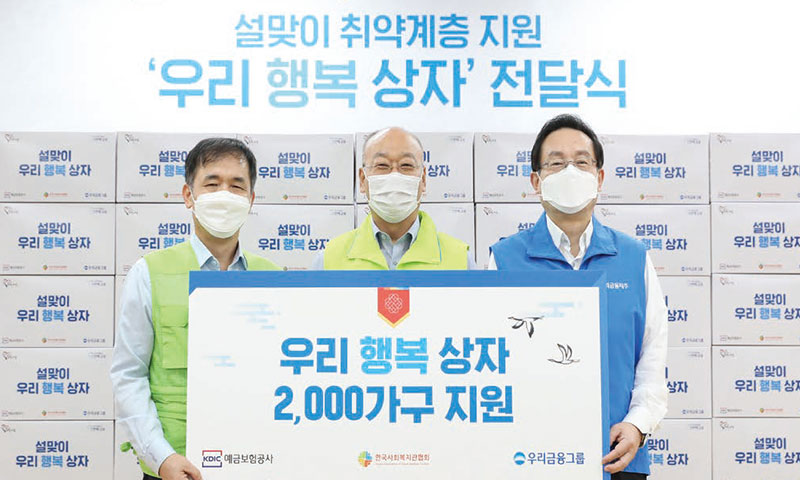 설맞이 취약계층 지원
‘우리 행복 상자’ 전달식
설맞이
우리 행복 상자
우리 행복 상자
2,000가구 지원
KDIC 예금보험공사
한국사회복지관협회
우리금융그룹